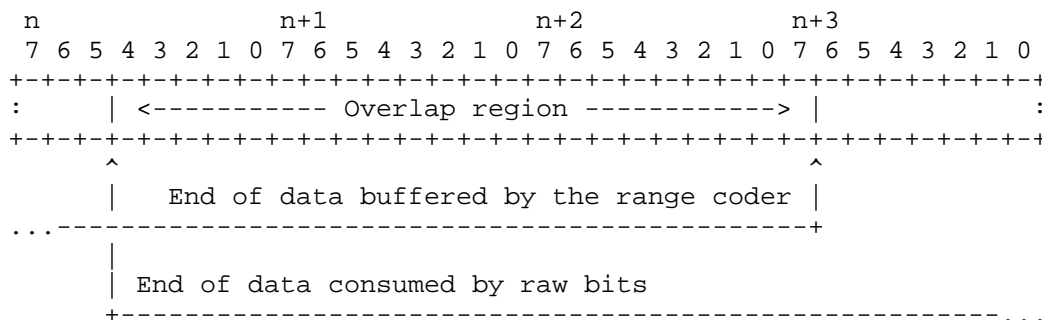 n               n+1             n+2             n+3
7 6 5 4 3 2 1 0 7 6 5 4 3 2 1 0 7 6 5 4 3 2 1 0 7 6 5 4 3 2 1 0
+-+-+-+-+-+-+-+-+-+-+-+-+-+-+-+-+-+-+-+-+-+-+-+-+-+-+-+-+-+-+-+-+
:     | <----------- Overlap region ------------> |             :
+-+-+-+-+-+-+-+-+-+-+-+-+-+-+-+-+-+-+-+-+-+-+-+-+-+-+-+-+-+-+-+-+
      ^                                           ^
      |   End of data buffered by the range coder |
...-----------------------------------------------+
      |
      | End of data consumed by raw bits
      +-------------------------------------------------------...